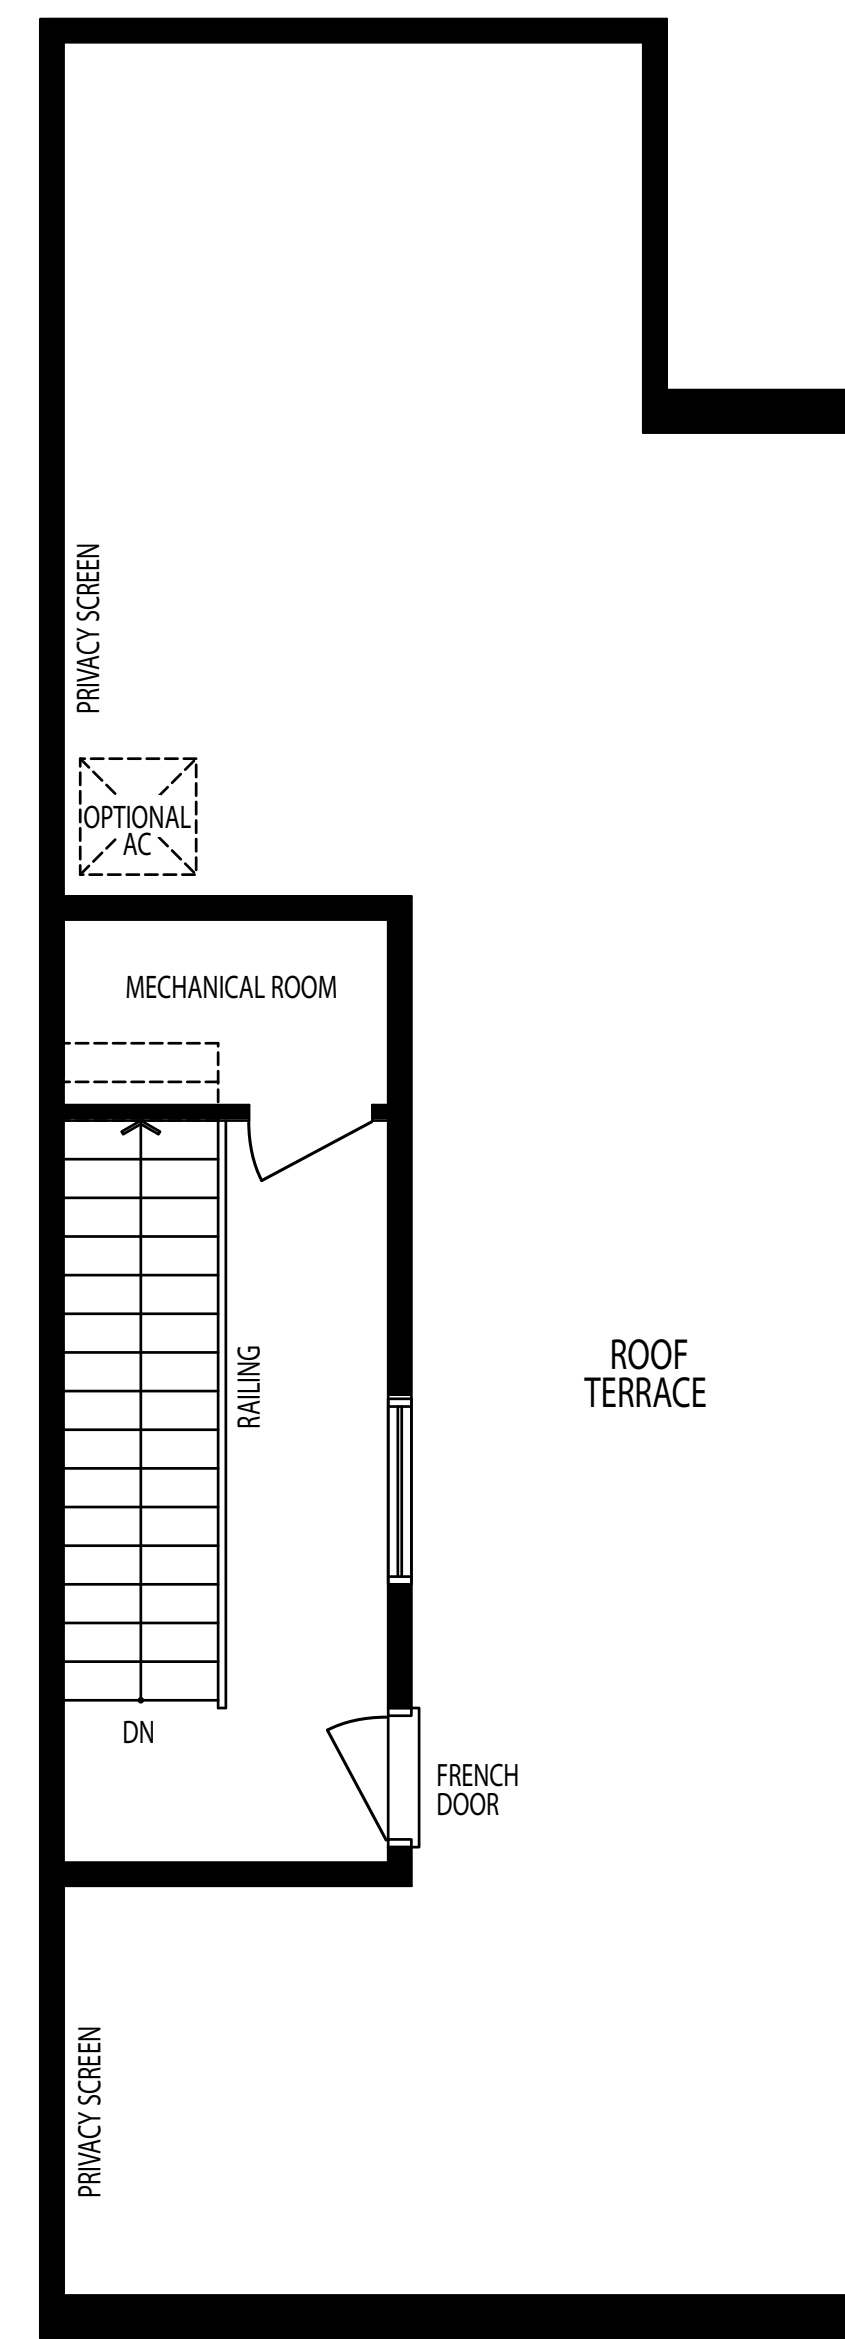 PRIVACY SCREEN
OPTIONAL
AC
MECHANICAL ROOM
RAILING
ROOF
TERRACE
DN
FRENCH
DOOR
PRIVACY SCREEN